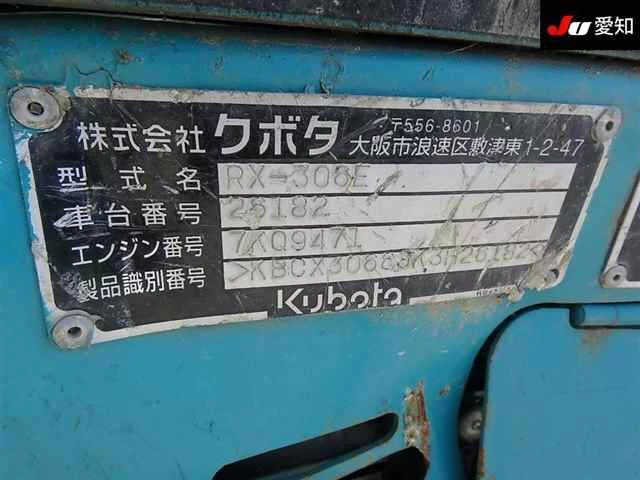 JU 愛知
株式会社 クボタ 〒556-8601
大阪市浪速区敷津東1-2-47
型式名 RX-306E
車台番号 26182
エンジン番号 7KQ9471
製品識別番号
Kubota